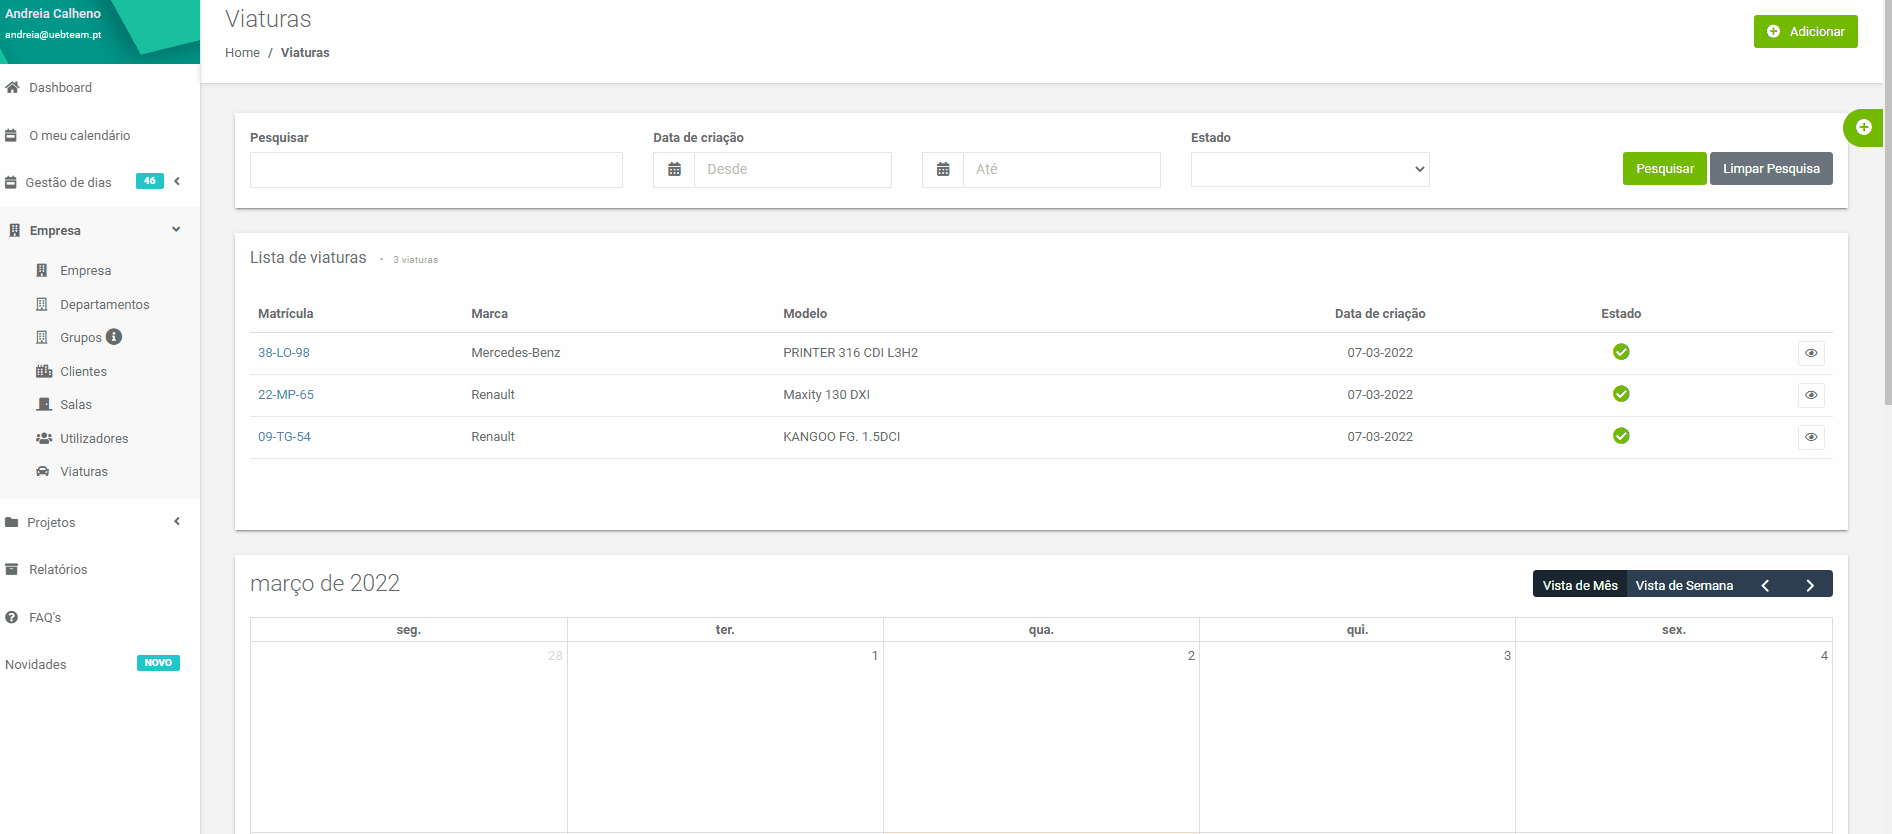 Andreia Calheno
andreia@uebteam.pt
Dashboard
O meu calendário
Gestão de dias 46
Empresa
Empresa
Departamentos
Grupos
Clientes
Salas
Utilizadores
Viaturas
Projetos
Relatórios
FAQ's
Novidades NOVO
Viaturas
Home / Viaturas
Adicionar
Pesquisar Data de criação Estado
Desde Até Pesquisar Limpar Pesquisa
Lista de viaturas • 3 viaturas
Matrícula Marca Modelo Data de criação Estado
38-LO-98 Mercedes-Benz PRINTER 316 CDI L3H2 07-03-2022
22-MP-65 Renault Maxity 130 DXI 07-03-2022
09-TG-54 Renault KANGOO FG. 1.5DCI 07-03-2022
março de 2022 Vista de Mês Vista de Semana
seg. ter. qua. qui. sex.
28 1 2 3 4